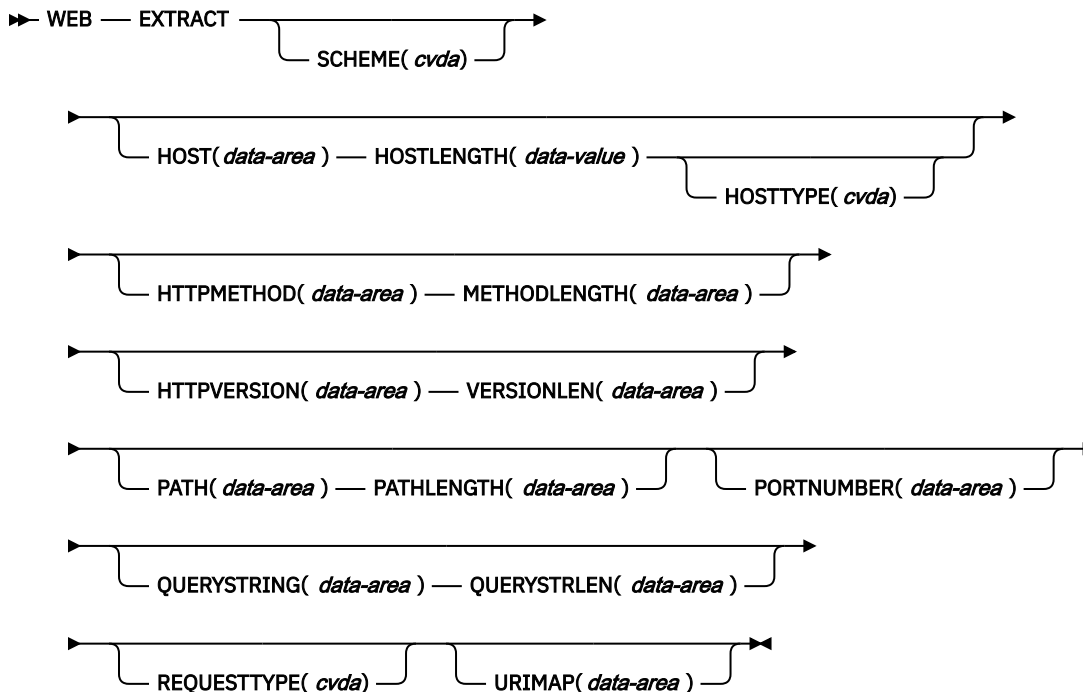 WEB EXTRACT
SCHEME( cvda)
HOST( data-area ) HOSTLENGTH( data-value )
HOSTTYPE( cvda)
HTTPMETHOD( data-area ) METHODLENGTH( data-area )
HTTPVERSION( data-area ) VERSIONLEN( data-area )
PATH( data-area ) PATHLENGTH( data-area ) PORTNUMBER( data-area )
QUERYSTRING( data-area ) QUERYSTRLEN( data-area )
REQUESTTYPE( cvda) URIMAP( data-area )